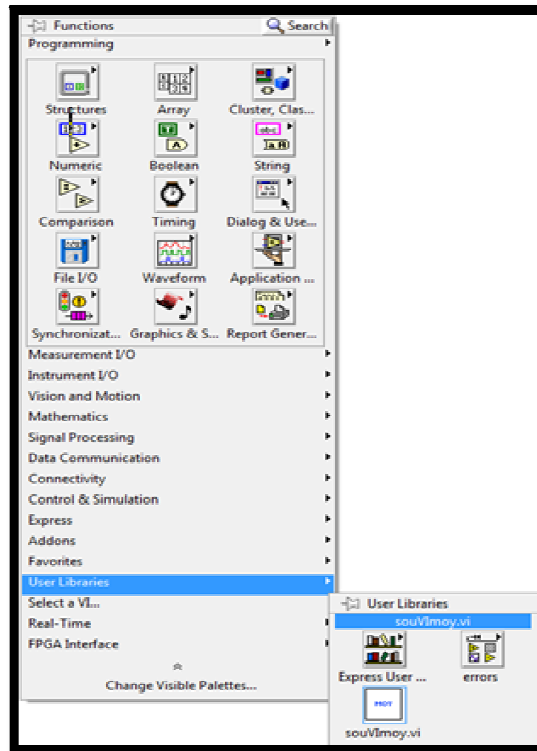 Functions
Search
Programming
Structures Array Cluster, Clas...
Numeric Boolean String
Comparison Timing Dialog & Use...
File I/O Waveform Application ...
Synchronizat... Graphics & S... Report Gener...
Measurement I/O
Instrument I/O
Vision and Motion
Mathematics
Signal Processing
Data Communication
Connectivity
Control & Simulation
Express
Addons
Favorites
User Libraries
Select a VI...
Real-Time
FPGA Interface
Change Visible Palettes...
User Libraries
souVImoy.vi
Express User ... errors
MOY
souVImoy.vi